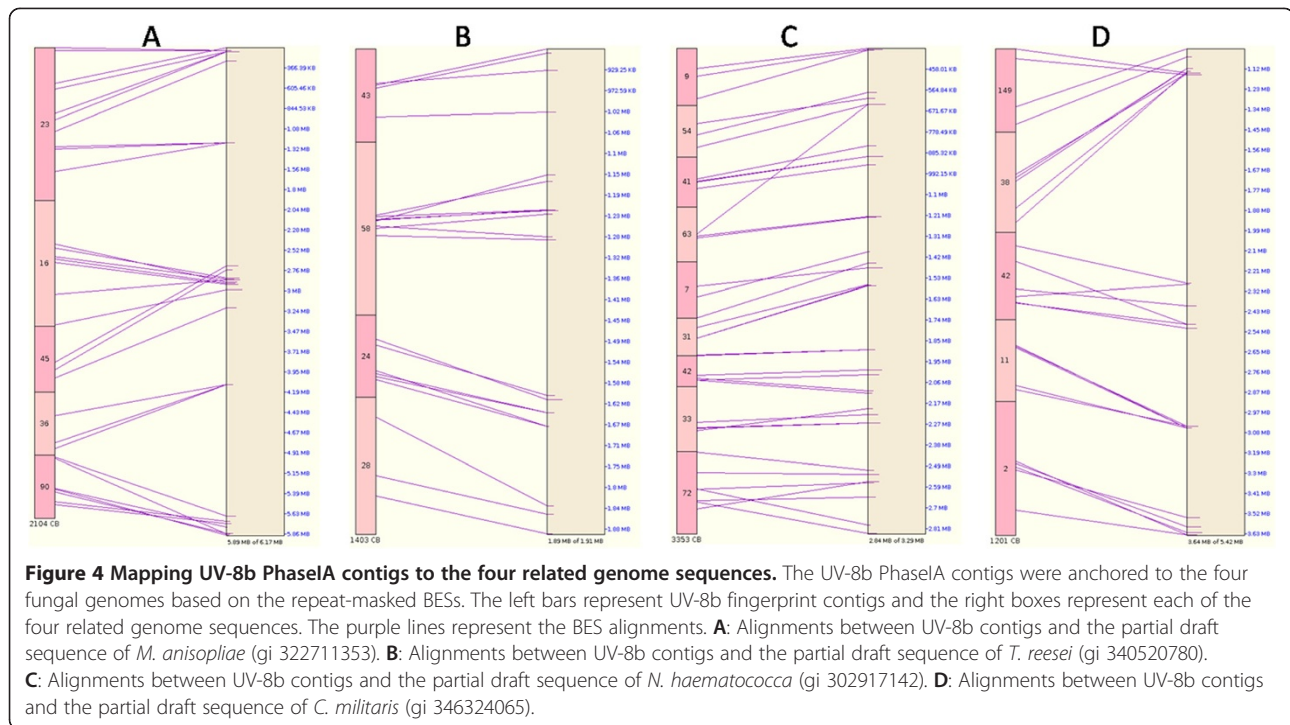 A
B
C
D
23
16
45
36
90
2104 CB
366.39 KB
605.46 KB
844.53 KB
1.08 MB
1.32 MB
1.56 MB
1.8 MB
2.04 MB
2.28 MB
2.52 MB
2.76 MB
3 MB
3.24 MB
3.47 MB
3.71 MB
3.95 MB
4.19 MB
4.43 MB
4.67 MB
4.91 MB
5.15 MB
5.39 MB
5.63 MB
5.86 MB
5.89 MB of 6.17 MB
43
58
24
28
1403 CB
929.25 KB
972.59 KB
1.02 MB
1.06 MB
1.1 MB
1.15 MB
1.19 MB
1.23 MB
1.28 MB
1.32 MB
1.36 MB
1.41 MB
1.45 MB
1.49 MB
1.54 MB
1.58 MB
1.62 MB
1.67 MB
1.71 MB
1.75 MB
1.8 MB
1.84 MB
1.88 MB
1.89 MB of 1.91 MB
9
54
41
63
7
31
42
33
72
3353 CB
458.01 KB
564.84 KB
671.67 KB
778.49 KB
885.32 KB
992.15 KB
1.1 MB
1.21 MB
1.31 MB
1.42 MB
1.53 MB
1.63 MB
1.74 MB
1.85 MB
1.95 MB
2.06 MB
2.17 MB
2.27 MB
2.38 MB
2.49 MB
2.59 MB
2.7 MB
2.81 MB
2.84 MB of 3.29 MB
149
38
42
11
2
1201 CB
1.12 MB
1.23 MB
1.34 MB
1.45 MB
1.56 MB
1.67 MB
1.77 MB
1.88 MB
1.99 MB
2.1 MB
2.21 MB
2.32 MB
2.43 MB
2.54 MB
2.65 MB
2.76 MB
2.87 MB
2.97 MB
3.08 MB
3.19 MB
3.3 MB
3.41 MB
3.52 MB
3.63 MB
3.64 MB of 5.42 MB
Figure 4 Mapping UV-8b PhaseIA contigs to the four related genome sequences. The UV-8b PhaseIA contigs were anchored to the four
fungal genomes based on the repeat-masked BESs. The left bars represent UV-8b fingerprint contigs and the right boxes represent each of the
four related genome sequences. The purple lines represent the BES alignments. A: Alignments between UV-8b contigs and the partial draft
sequence of M. anisopliae (gi 322711353). B: Alignments between UV-8b contigs and the partial draft sequence of T. reesei (gi 340520780).
C: Alignments between UV-8b contigs and the partial draft sequence of N. haematococca (gi 302917142). D: Alignments between UV-8b contigs
and the partial draft sequence of C. militaris (gi 346324065).